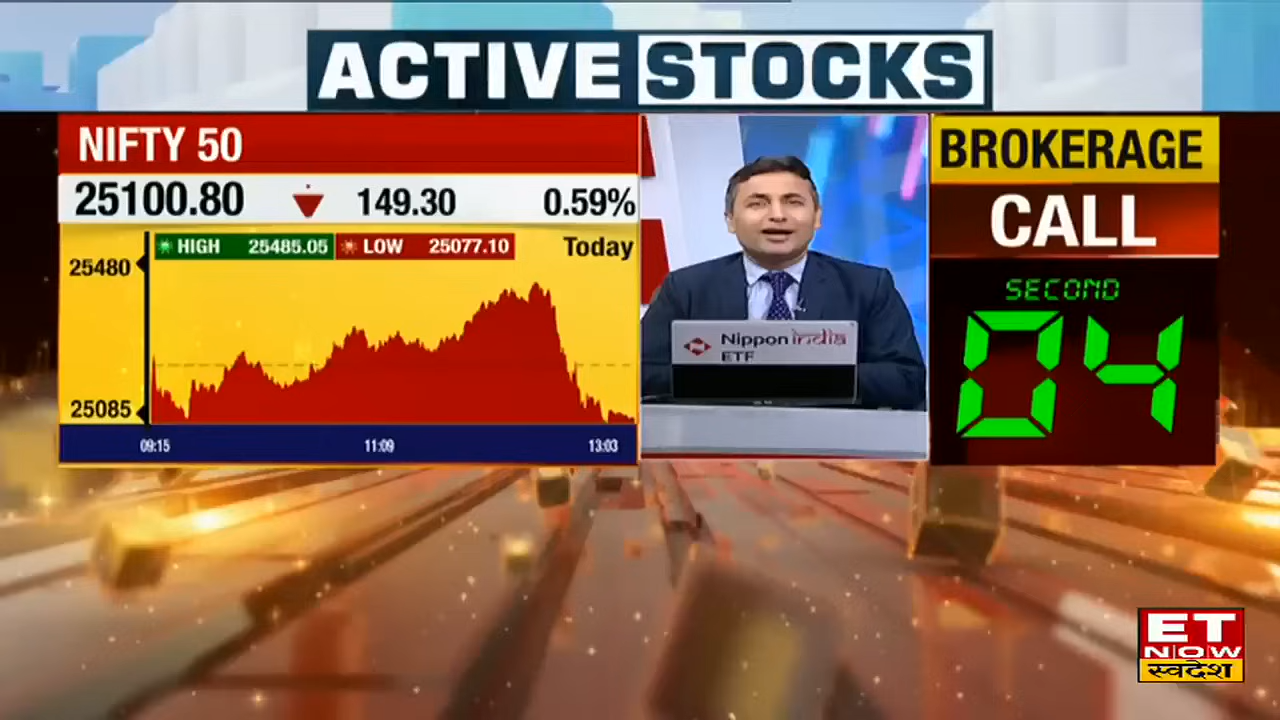 ACTIVE STOCKS
NIFTY 50
25100.80 149.30 0.59%
HIGH 25485.05 LOW 25077.10 Today
25480
25085
09:15 11:09 13:03
Nippon india
ETF
BROKERAGE
CALL
SECOND
04
ET
NOW
स्वदेश